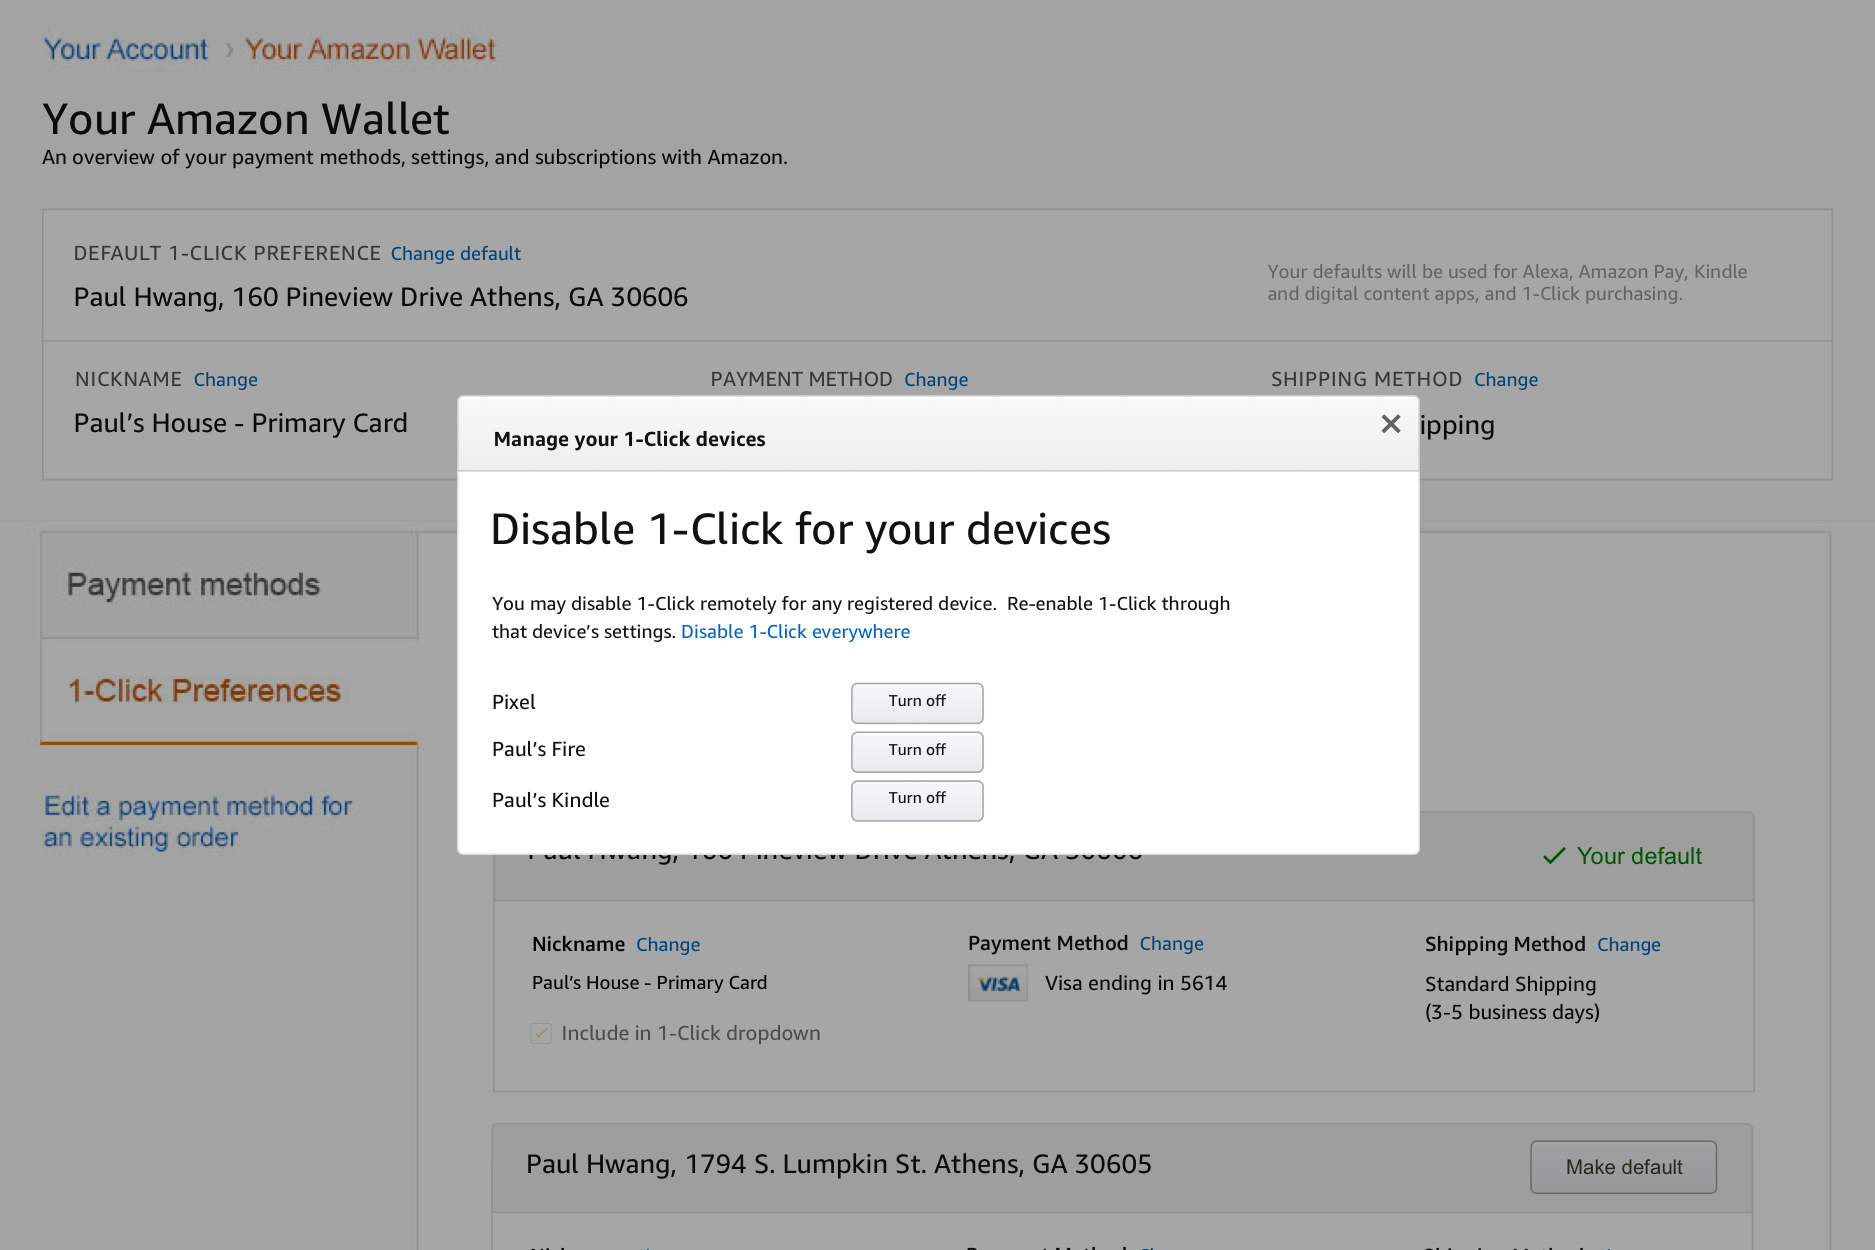 Your Account › Your Amazon Wallet
Your Amazon Wallet
An overview of your payment methods, settings, and subscriptions with Amazon.
DEFAULT 1-CLICK PREFERENCE Change default
Paul Hwang, 160 Pineview Drive Athens, GA 30606
Your defaults will be used for Alexa, Amazon Pay, Kindle
and digital content apps, and 1-Click purchasing.
NICKNAME Change
Paul’s House - Primary Card
PAYMENT METHOD Change
SHIPPING METHOD Change
ipping
Manage your 1-Click devices
Disable 1-Click for your devices
You may disable 1-Click remotely for any registered device. Re-enable 1-Click through
that device’s settings. Disable 1-Click everywhere
Pixel Turn off
Paul’s Fire Turn off
Paul’s Kindle Turn off
Payment methods
1-Click Preferences
Edit a payment method for
an existing order
Paul Hwang, 160 Pineview Drive Athens, GA 30606
Your default
Nickname Change
Paul’s House - Primary Card
Include in 1-Click dropdown
Payment Method Change
VISA Visa ending in 5614
Shipping Method Change
Standard Shipping
(3-5 business days)
Paul Hwang, 1794 S. Lumpkin St. Athens, GA 30605
Make default